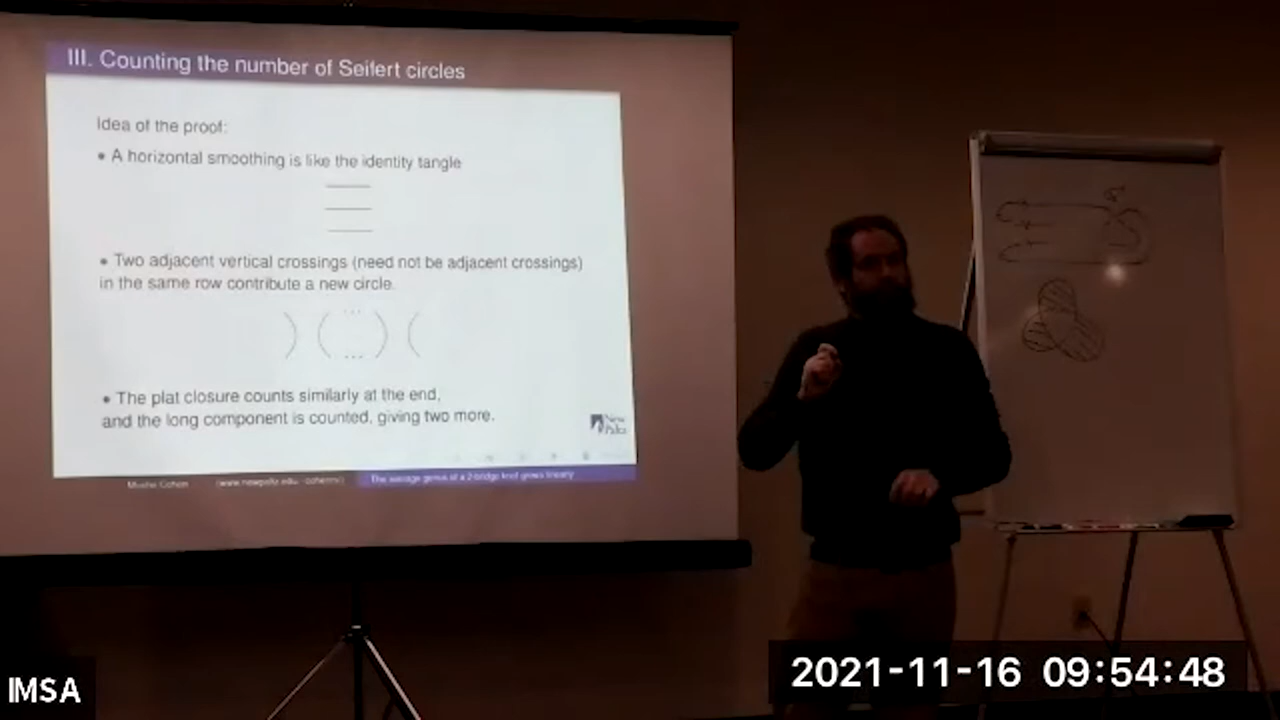 III. Counting the number of Seifert circles
Idea of the proof:
• A horizontal smoothing is like the identity tangle
• Two adjacent vertical crossings (need not be adjacent crossings)
in the same row contribute a new circle.
• The plat closure counts similarly at the end,
and the long component is counted, giving two more.
New
Paltz
Moshe Cohen
The average genus of a 2-bridge knot grows linearly
IMSA
2021-11-16 09:54:48